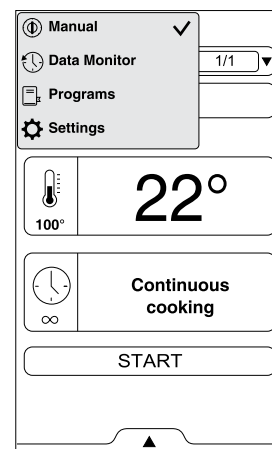 Manual
Data Monitor
1/1
Programs
Settings
100°
22°
∞
Continuous
cooking
START